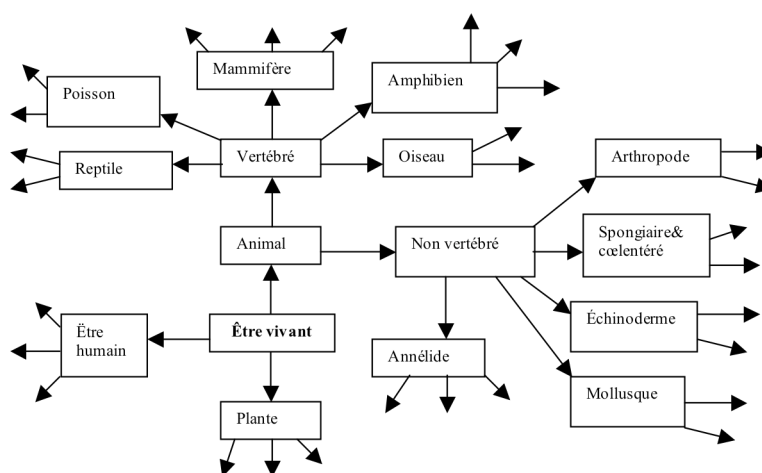 Mammifère
Amphibien
Poisson
Vertébré
Oiseau
Arthropode
Reptile
Animal
Non vertébré
Spongiaire&
cœlentéré
Ëtre
humain
Être vivant
Échinoderme
Annélide
Plante
Mollusque